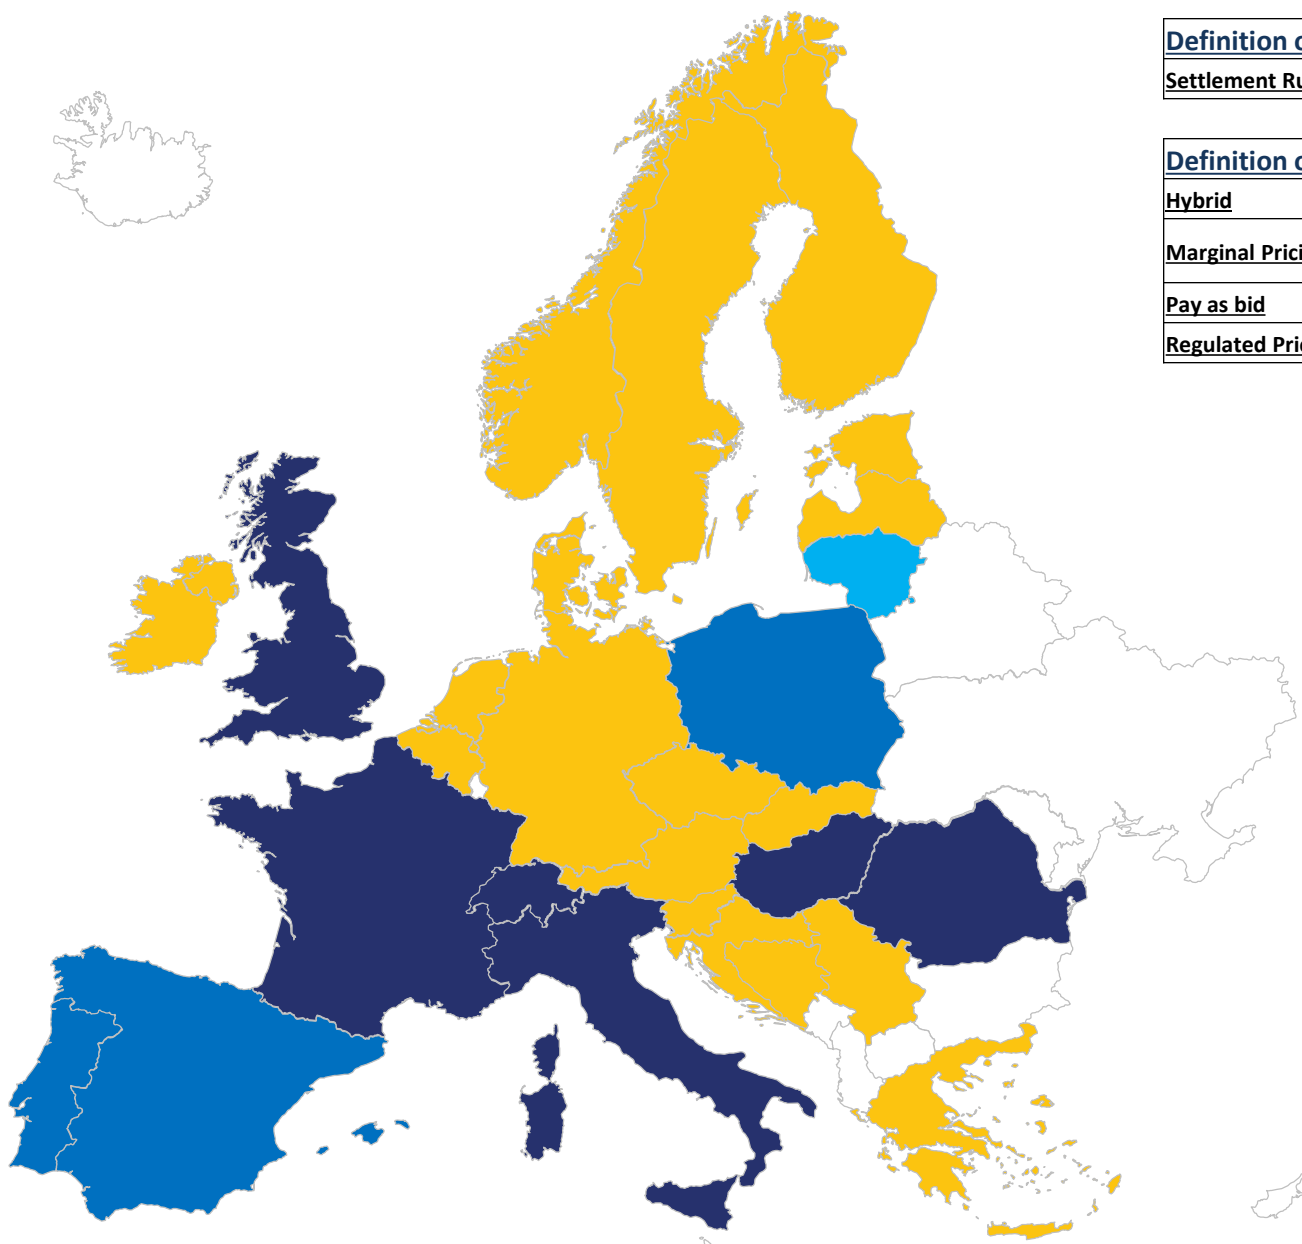 Definition
Settlement
Definition
Hybrid
Marginal
Pay as bid
Regulated